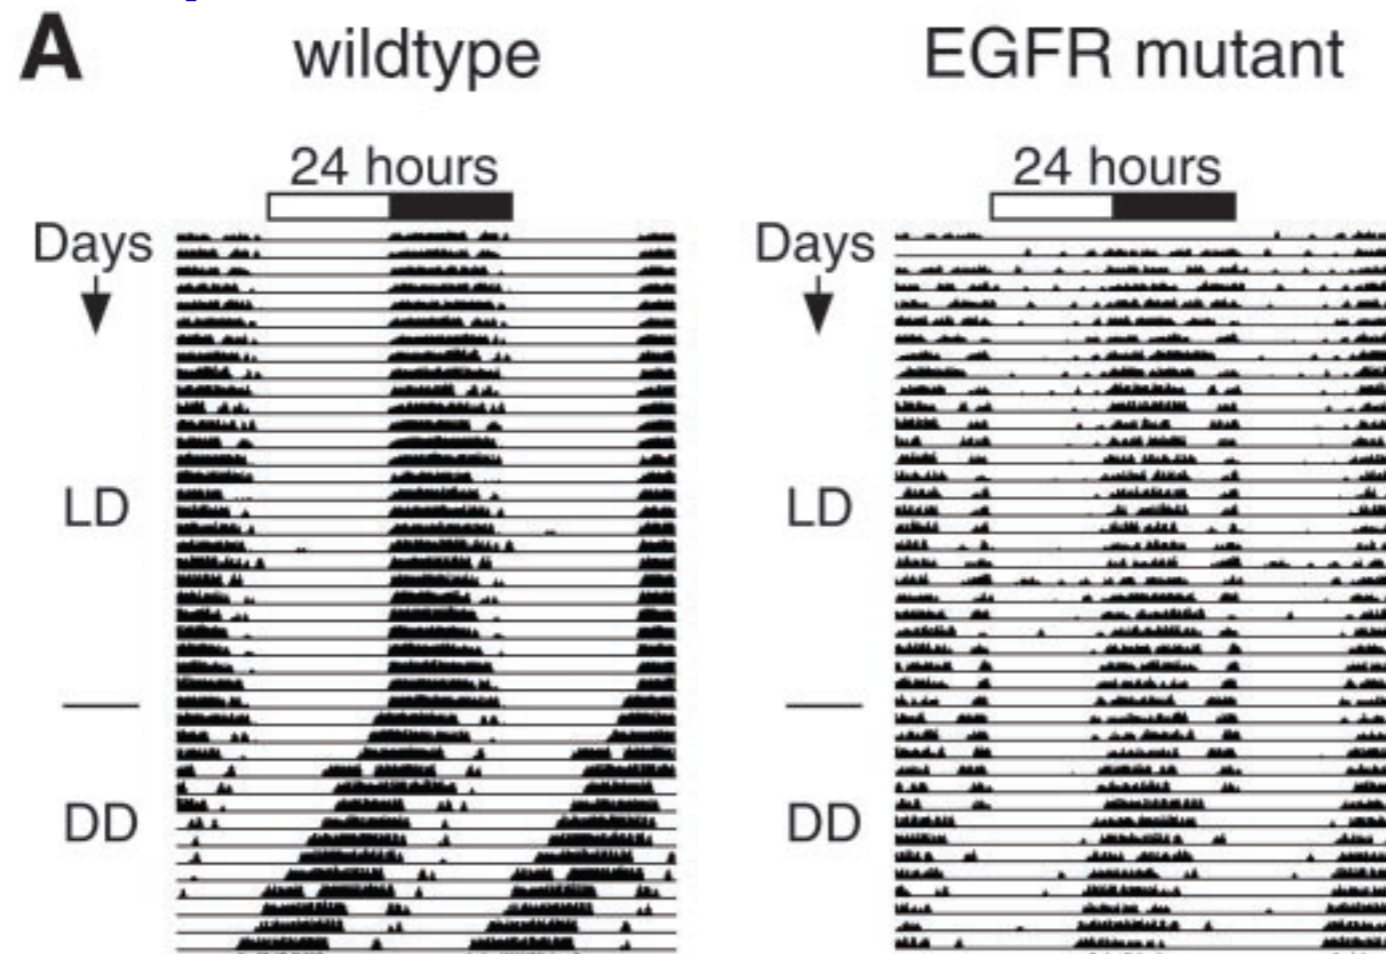 A
wildtype
EGFR mutant
24 hours
24 hours
Days
Days
LD
LD
DD
DD